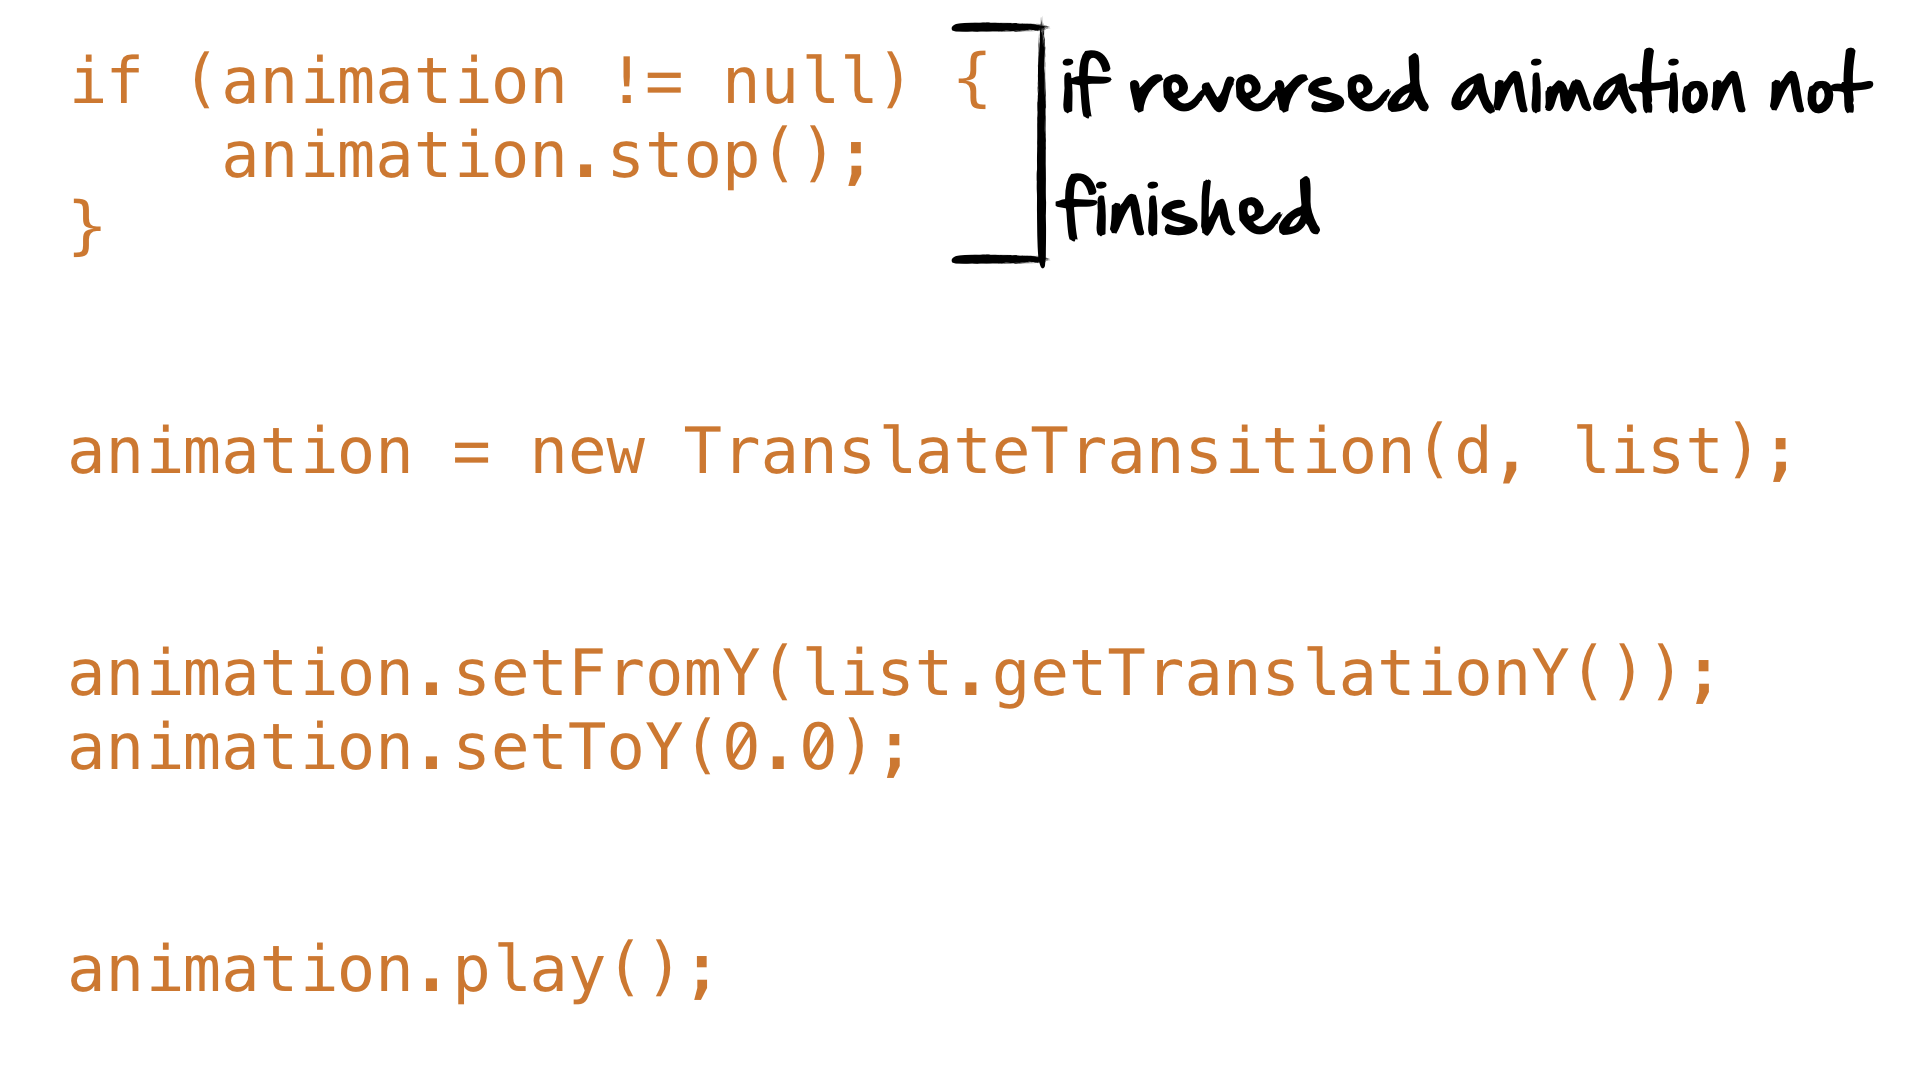 if (animation != null) {
    animation.stop();
}
if reversed animation not
finished
animation = new TranslateTransition(d, list);
animation.setFromY(list.getTranslationY());
animation.setToY(0.0);
animation.play();